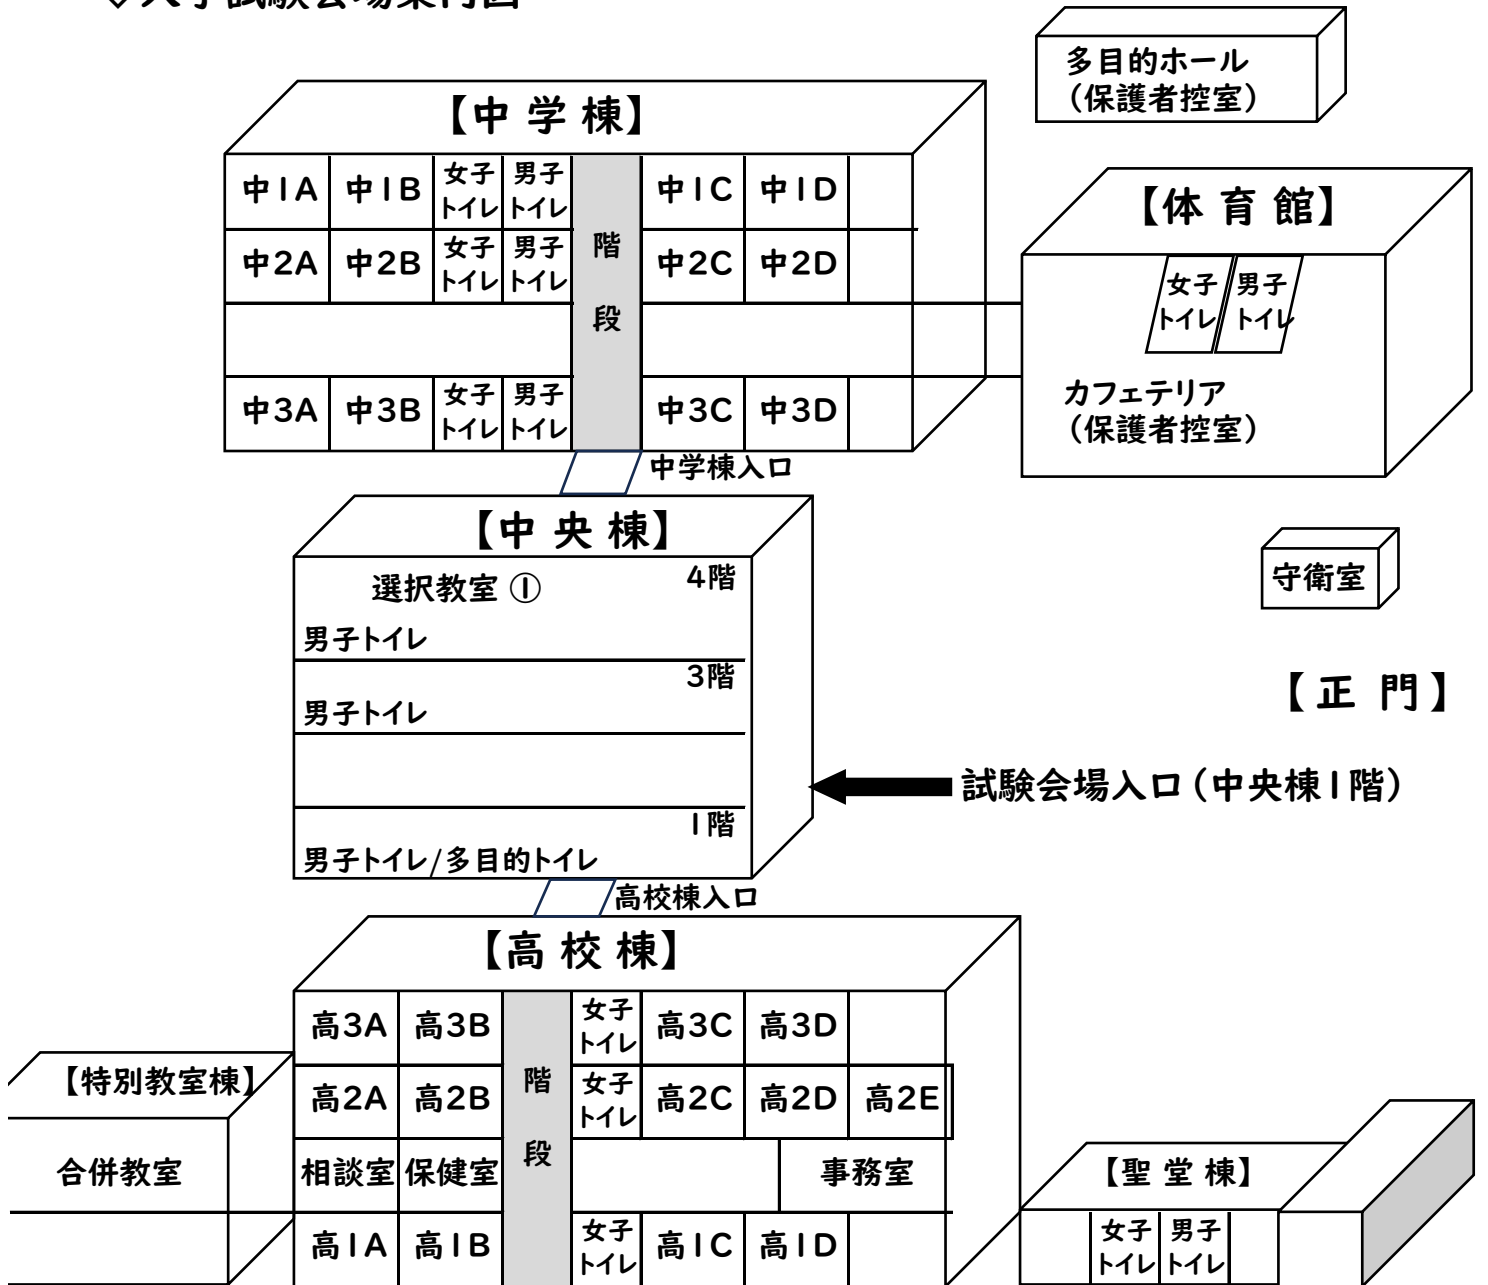 ◇入学試験会場案内図
多目的ホール
（保護者控室）
【中 学 棟】
中1A 中1B 女子トイレ 男子トイレ 中1C 中1D
中2A 中2B 女子トイレ 男子トイレ 中2C 中2D
階段
中3A 中3B 女子トイレ 男子トイレ 中3C 中3D
中学棟入口
【体 育 館】
女子トイレ 男子トイレ
カフェテリア
（保護者控室）
【中 央 棟】
選択教室 ① 4階
男子トイレ
3階
男子トイレ
1階
男子トイレ/多目的トイレ
守衛室
【 正 門 】
試験会場入口（中央棟1階）
高校棟入口
【高 校 棟】
高3A 高3B 女子トイレ 高3C 高3D
高2A 高2B 女子トイレ 高2C 高2D 高2E
階段
相談室 保健室 事務室
高1A 高1B 女子トイレ 高1C 高1D
【特別教室棟】
合併教室
【聖 堂 棟】
女子トイレ 男子トイレ